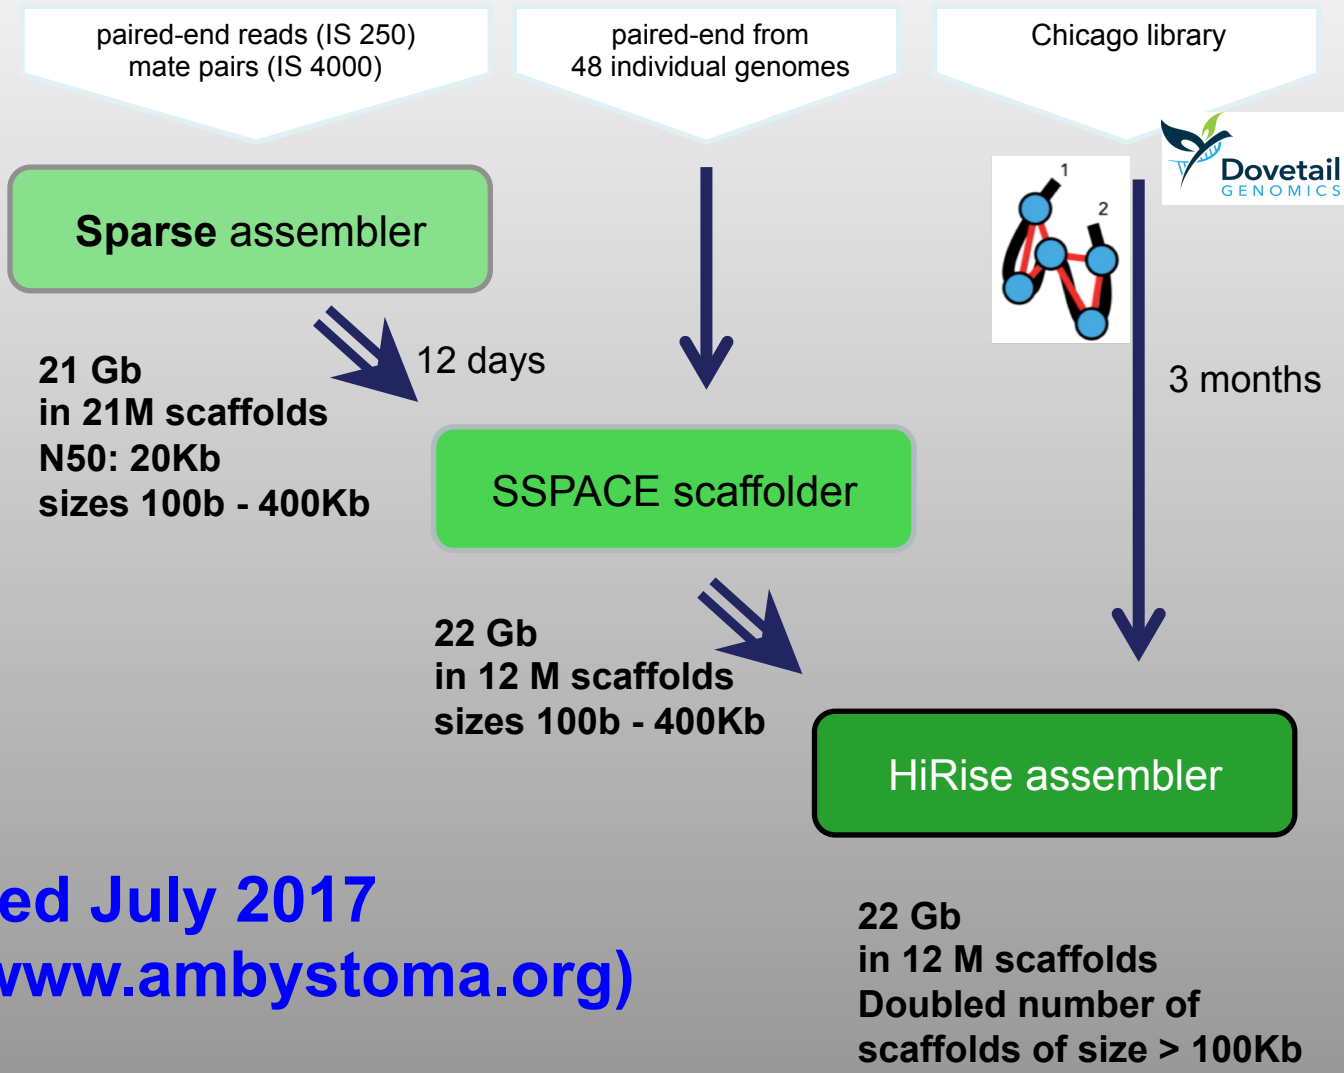 paired-end reads (IS 250)
mate pairs (IS 4000)
paired-end from
48 individual genomes
Chicago library
Dovetail
GENOMICS
1
2
Sparse assembler
12 days
3 months
21 Gb
in 21M scaffolds
N50: 20Kb
sizes 100b - 400Kb
SSPACE scaffolder
22 Gb
in 12 M scaffolds
sizes 100b - 400Kb
HiRise assembler
ed July 2017
www.ambystoma.org)
22 Gb
in 12 M scaffolds
Doubled number of
scaffolds of size > 100Kb